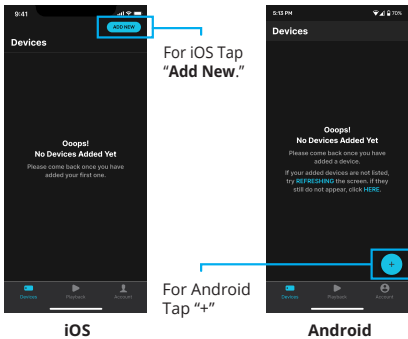 9:41
ADD NEW
Devices
Ooops!
No Devices Added Yet
Please come back once you have
added your first one.
Devices
Playback
Account
iOS
For iOS Tap
“Add New.”
For Android
Tap “+”
5:13 PM
70%
Devices
Ooops!
No Devices Added Yet
Please come back once you have
added a device.
If your added devices are not listed,
try REFRESHING the screen. if they
still do not appear, click HERE.
+
Devices
Playback
Account
Android